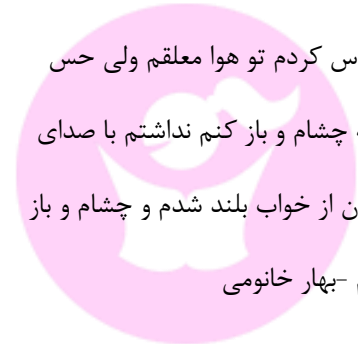 س کردم تو هوا معلقم ولی حس
چشام و باز کنم نداشتم با صدای
ن از خواب بلند شدم و چشام و باز
-بهار خانومی